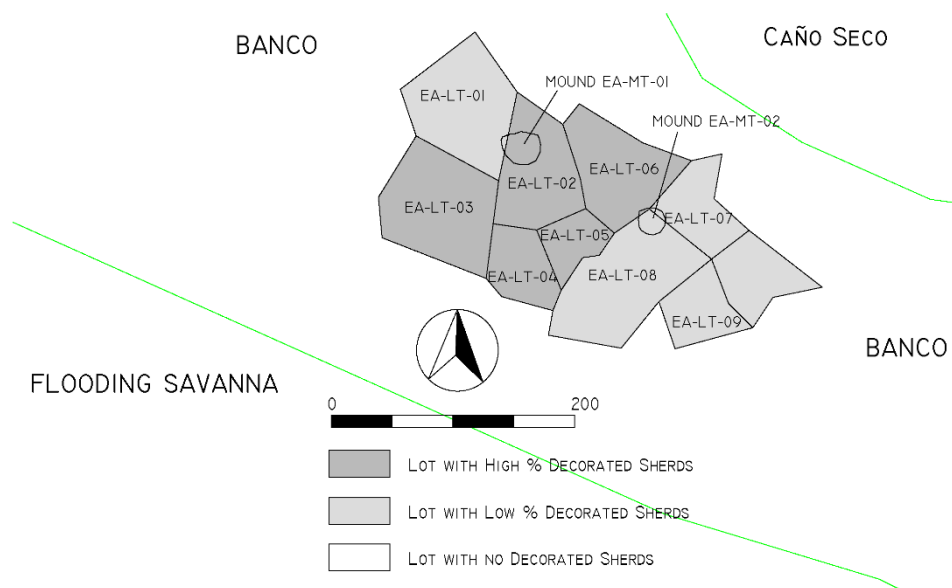 BANCO
CAÑO SECO
MOUND EA-MT-01
EA-LT-01
MOUND EA-MT-02
EA-LT-06
EA-LT-02
EA-LT-03
EA-LT-07
EA-LT-05
EA-LT-04
EA-LT-08
EA-LT-09
BANCO
FLOODING SAVANNA
0 200
LOT WITH HIGH % DECORATED SHERDS
LOT WITH LOW % DECORATED SHERDS
LOT WITH NO DECORATED SHERDS